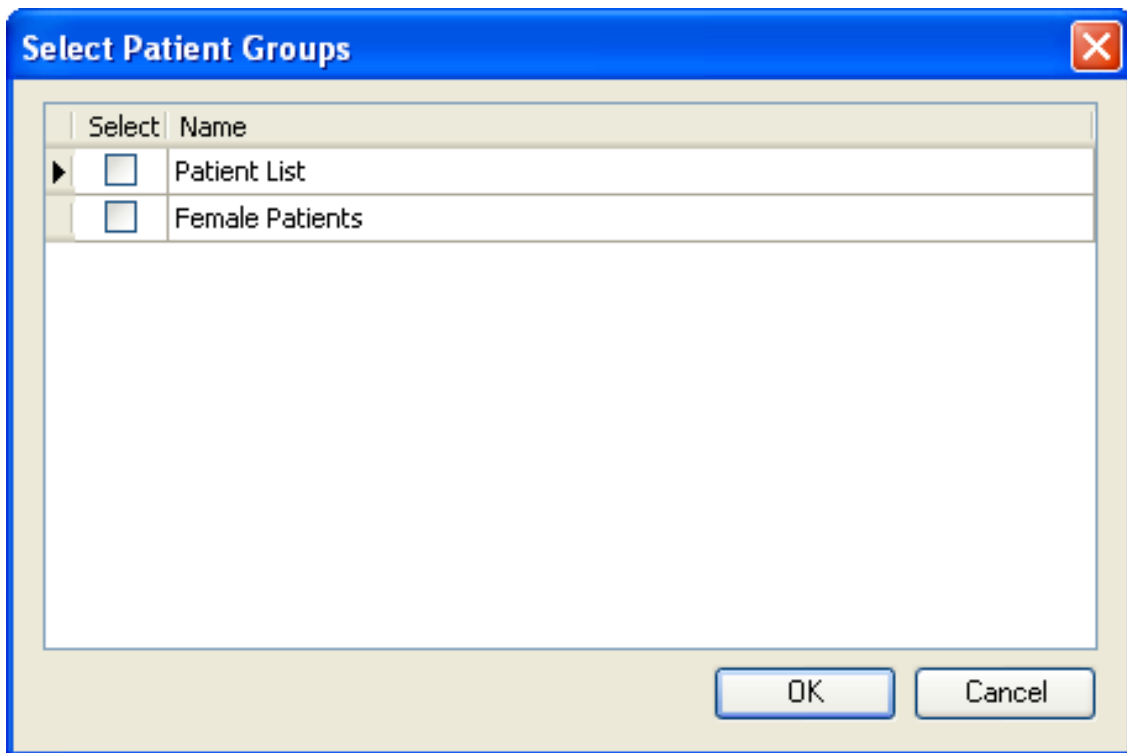 Select Patient Groups
Select Name
Patient List
Female Patients
OK Cancel